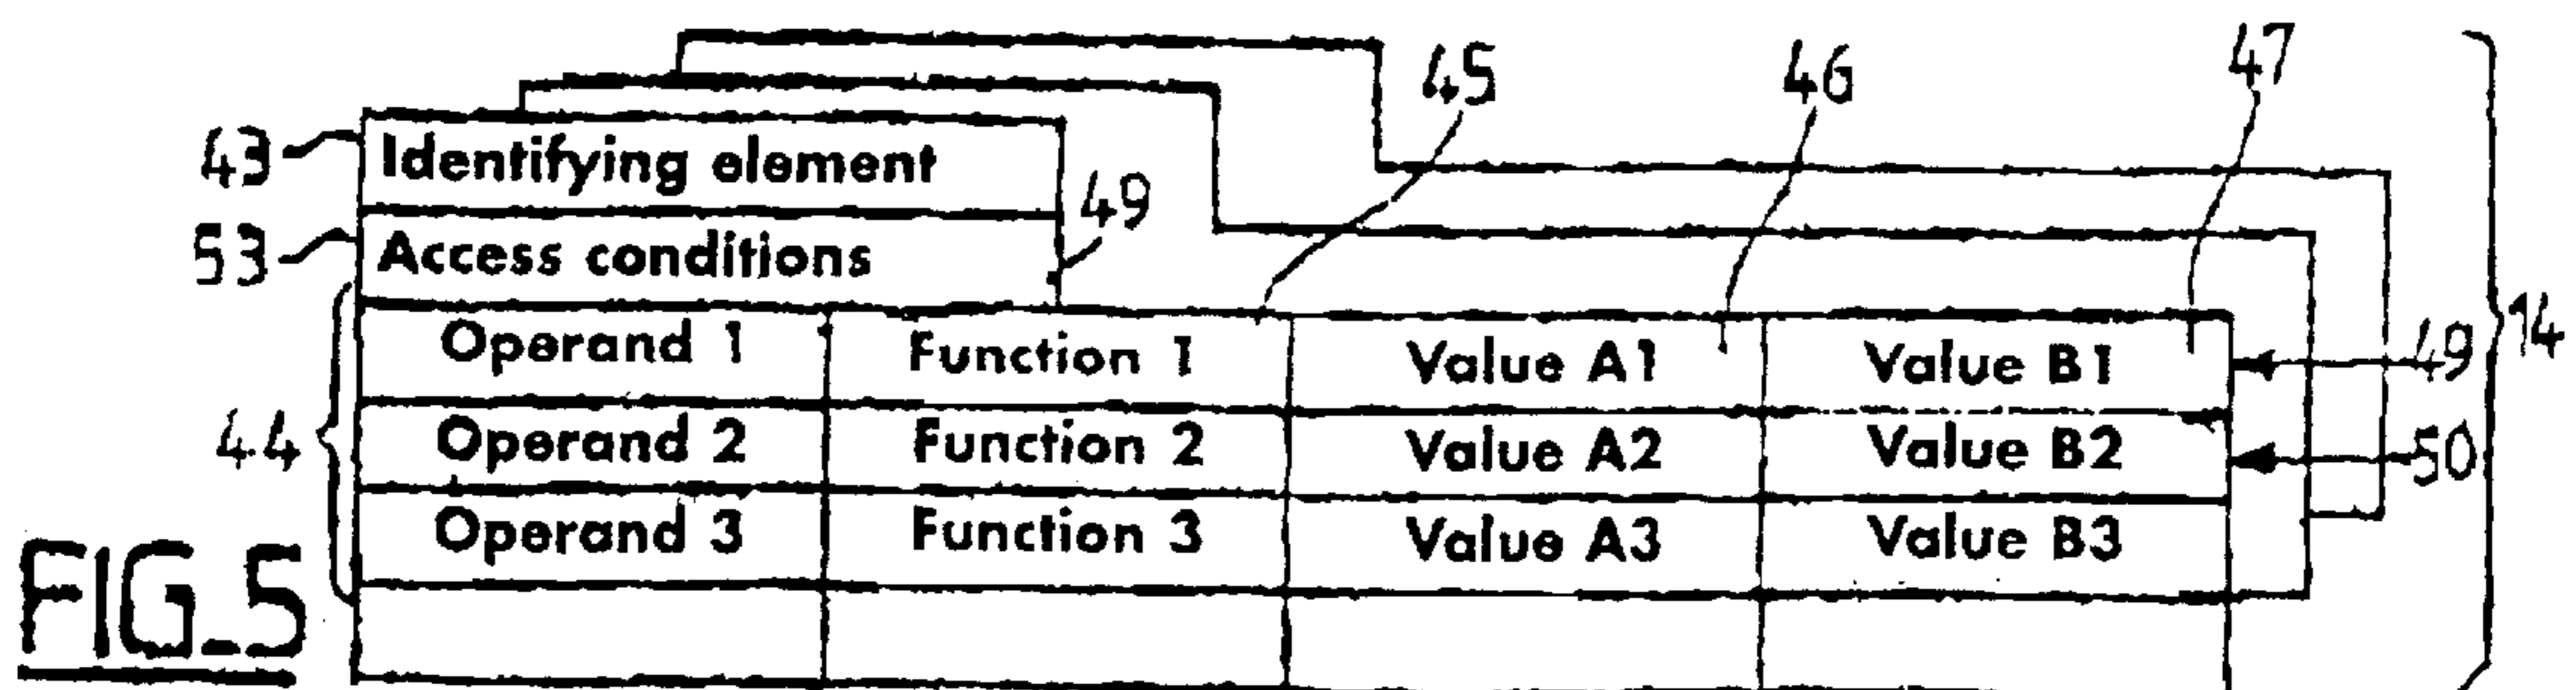 45 46 47
43 Identifying element
49
53 Access conditions
Operand 1 Function 1 Value A1 Value B1 49 14
44 Operand 2 Function 2 Value A2 Value B2 50
Operand 3 Function 3 Value A3 Value B3
FIG_5